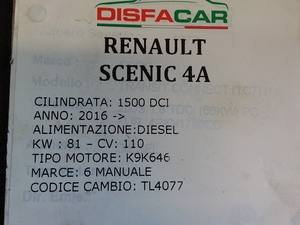 DISFACAR
RENAULT
SCENIC 4A
CILINDRATA: 1500 DCI
ANNO: 2016 ->
ALIMENTAZIONE:DIESEL
KW : 81 - CV: 110
TIPO MOTORE: K9K646
MARCE: 6 MANUALE
CODICE CAMBIO: TL4077